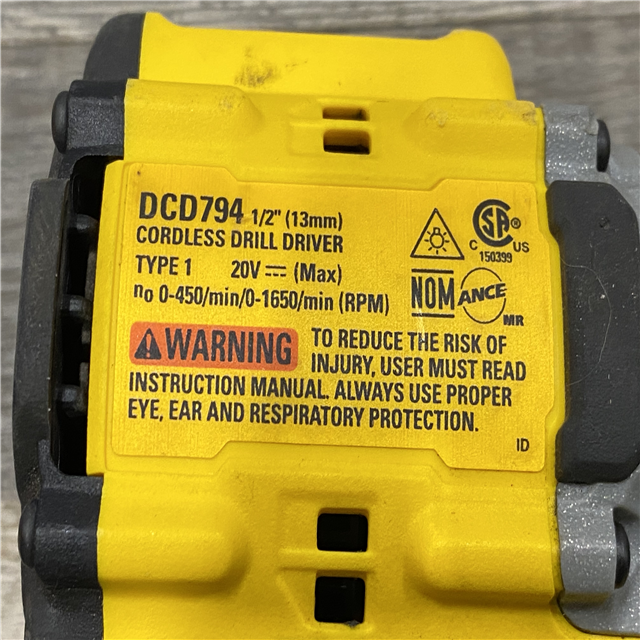 DCD794 1/2" (13mm)
CORDLESS DRILL DRIVER
TYPE 1 20V ⎓ (Max)
no 0-450/min/0-1650/min (RPM)
CSA®
C US
150399
NOM ANCE
MR
WARNING TO REDUCE THE RISK OF
INJURY, USER MUST READ
INSTRUCTION MANUAL. ALWAYS USE PROPER
EYE, EAR AND RESPIRATORY PROTECTION.
ID